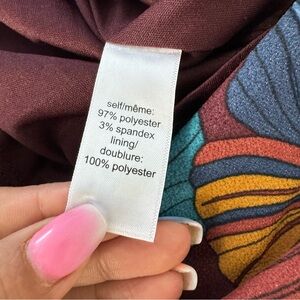 self/même:
97% polyester
3% spandex
lining/
doublure:
100% polyester